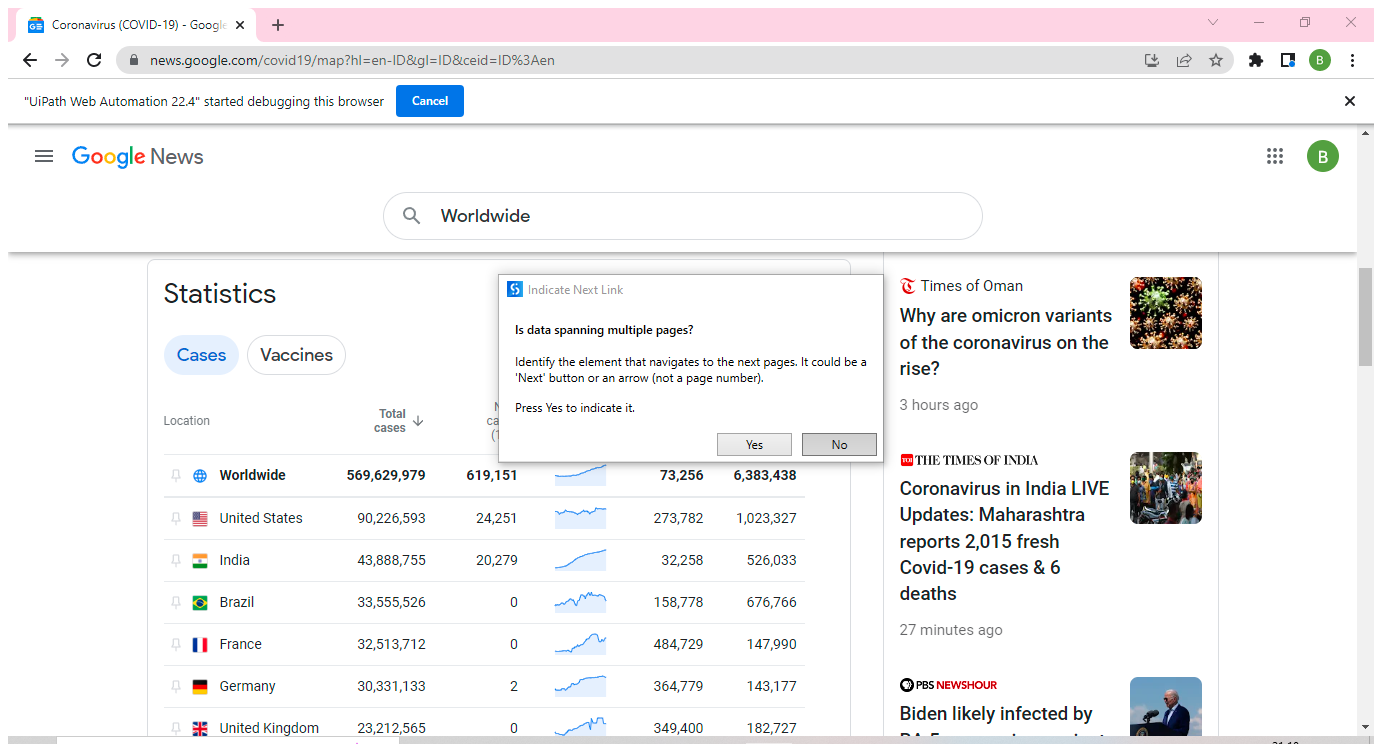 Coronavirus (COVID-19) - Google
news.google.com/covid19/map?hl=en-ID&gl=ID&ceid=ID%3Aen
B
"UiPath Web Automation 22.4" started debugging this browser
Cancel
Google News
B
Worldwide
Statistics
Cases
Vaccines
Indicate Next Link
Is data spanning multiple pages?
Identify the element that navigates to the next pages. It could be a
'Next' button or an arrow (not a page number).
Press Yes to indicate it.
Yes
No
Location
Total
cases
Worldwide 569,629,979 619,151 73,256 6,383,438
United States 90,226,593 24,251 273,782 1,023,327
India 43,888,755 20,279 32,258 526,033
Brazil 33,555,526 0 158,778 676,766
France 32,513,712 0 484,729 147,990
Germany 30,331,133 2 364,779 143,177
United Kingdom 23,212,565 0 349,400 182,727
Times of Oman
Why are omicron variants
of the coronavirus on the
rise?
3 hours ago
TOI THE TIMES OF INDIA
Coronavirus in India LIVE
Updates: Maharashtra
reports 2,015 fresh
Covid-19 cases & 6
deaths
27 minutes ago
PBS NEWSHOUR
Biden likely infected by